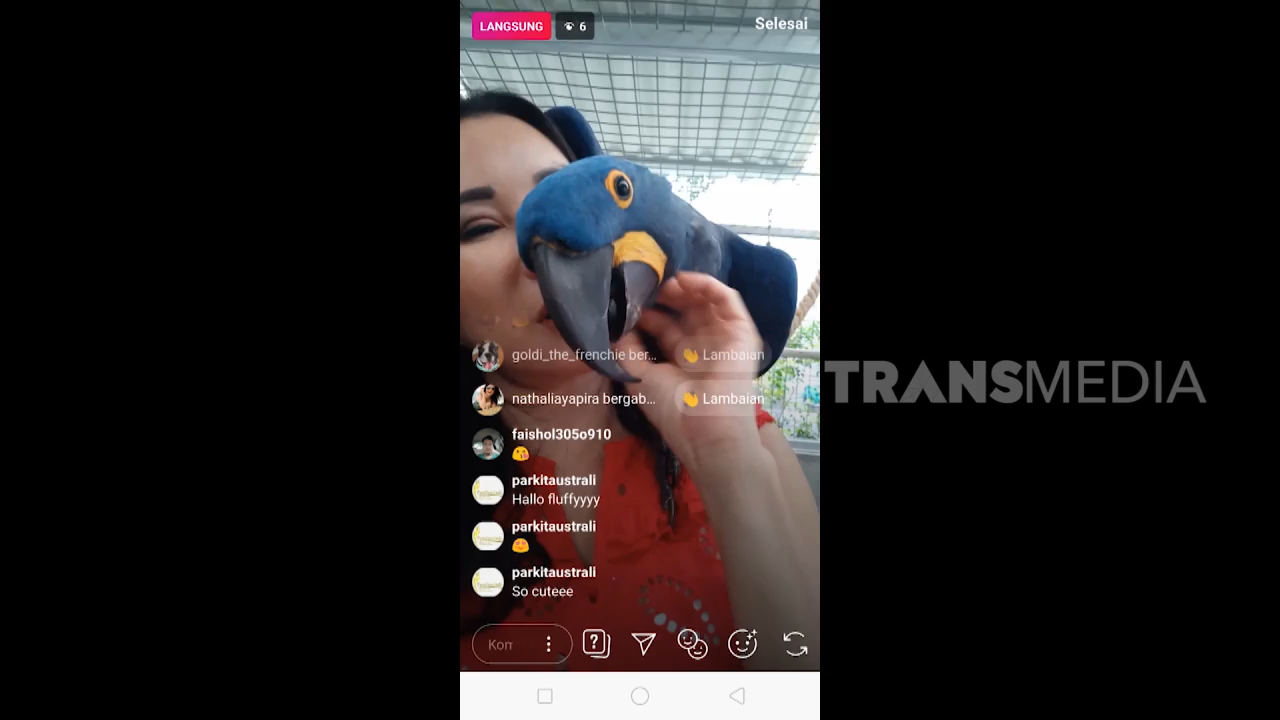 LANGSUNG
6
Selesai
goldi_the_frenchie ber...
👋 Lambaian
nathaliayapira bergab...
👋 Lambaian
faishol305o910
😘
parkitaustrali
Hallo fluffyyyy
parkitaustrali
😍
parkitaustrali
So cuteee
Kom
TRANSMEDIA